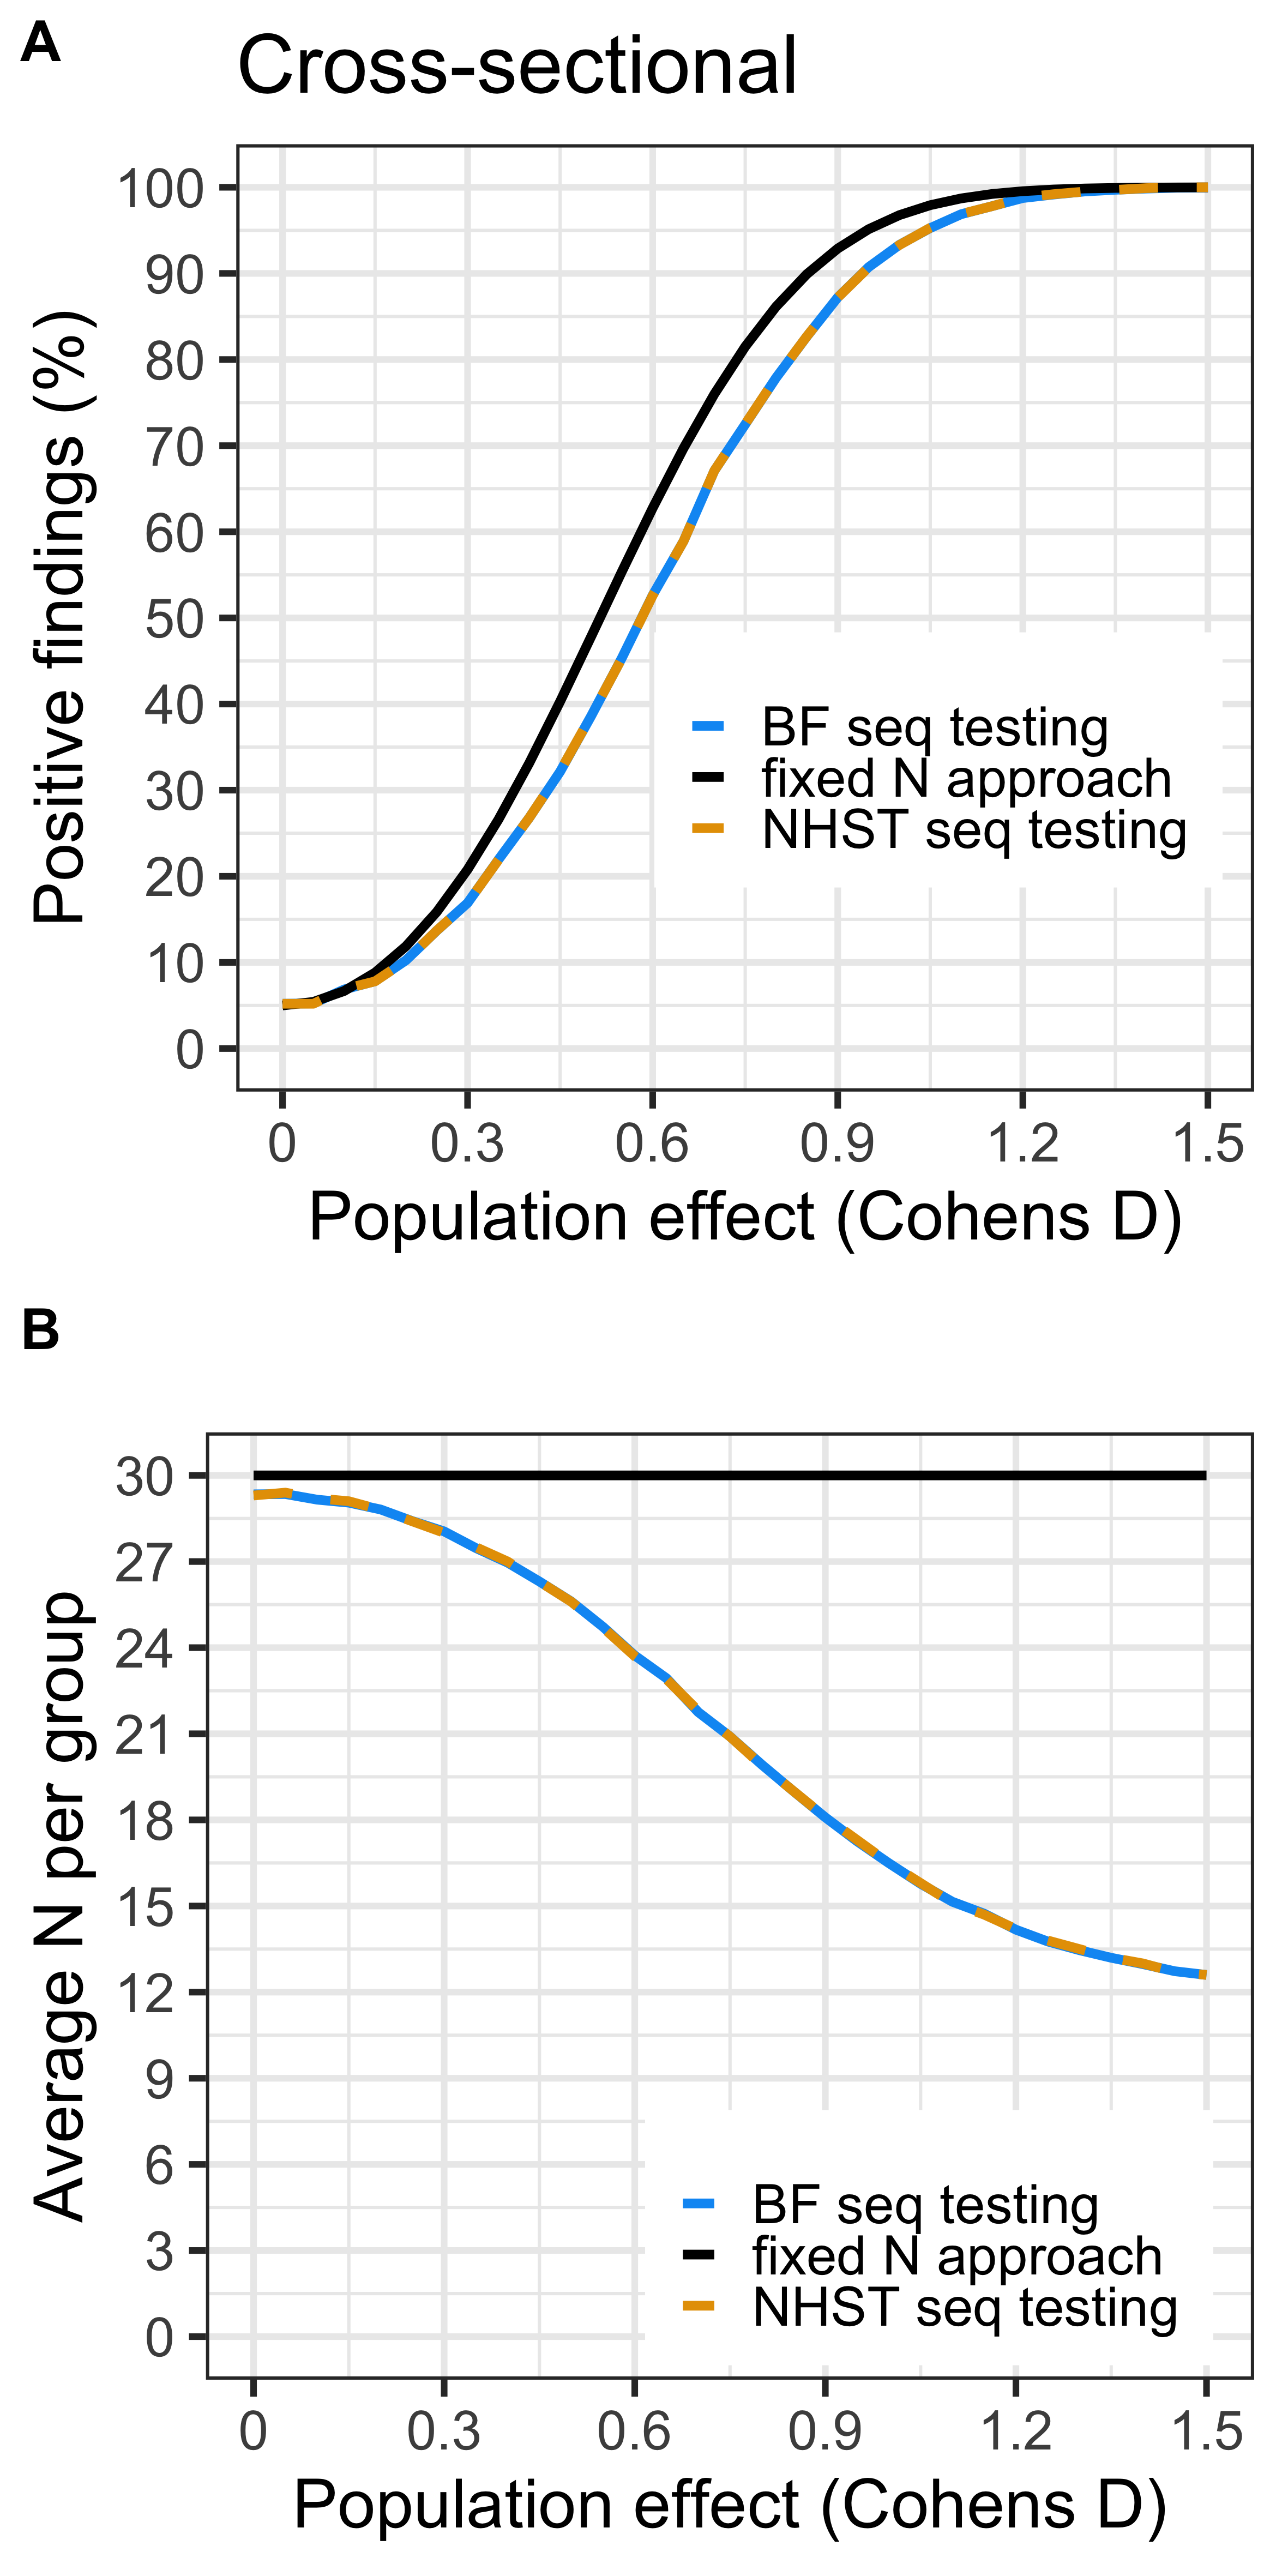 A
Cross-sectional
Positive findings (%)
100
90
80
70
60
50
40
30
20
10
0
BF seq testing
fixed N approach
NHST seq testing
0 0.3 0.6 0.9 1.2 1.5
Population effect (Cohens D)
B
Average N per group
30
27
24
21
18
15
12
9
6
3
0
BF seq testing
fixed N approach
NHST seq testing
0 0.3 0.6 0.9 1.2 1.5
Population effect (Cohens D)